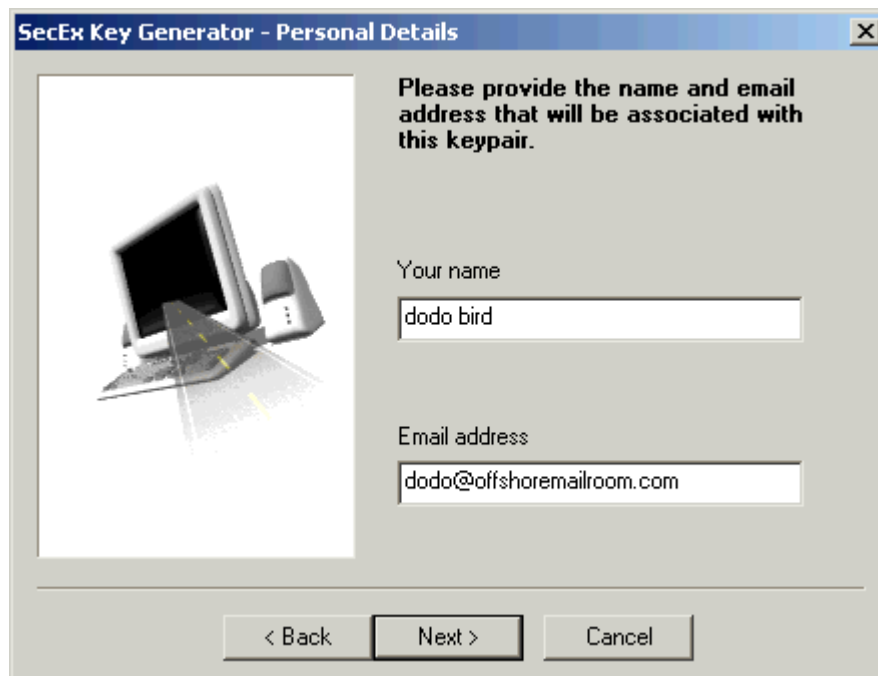 SecEx Key Generator - Personal Details
Please provide the name and email
address that will be associated with
this keypair.
Your name
dodo bird
Email address
dodo@offshoremailroom.com
< Back Next > Cancel